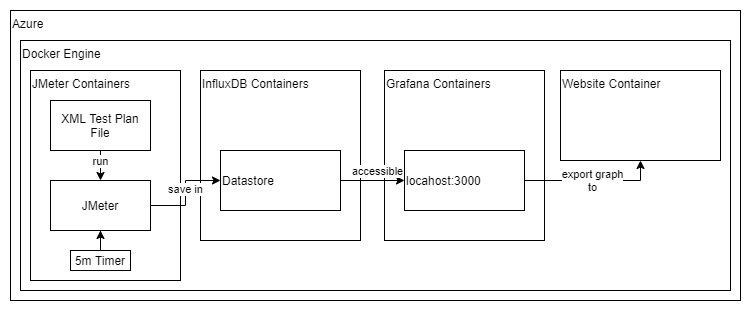 Azure
Docker Engine
JMeter Containers
InfluxDB Containers
Grafana Containers
Website Container
XML Test Plan
File
run
JMeter
5m Timer
save in
Datastore
accessible
locahost:3000
export graph
to